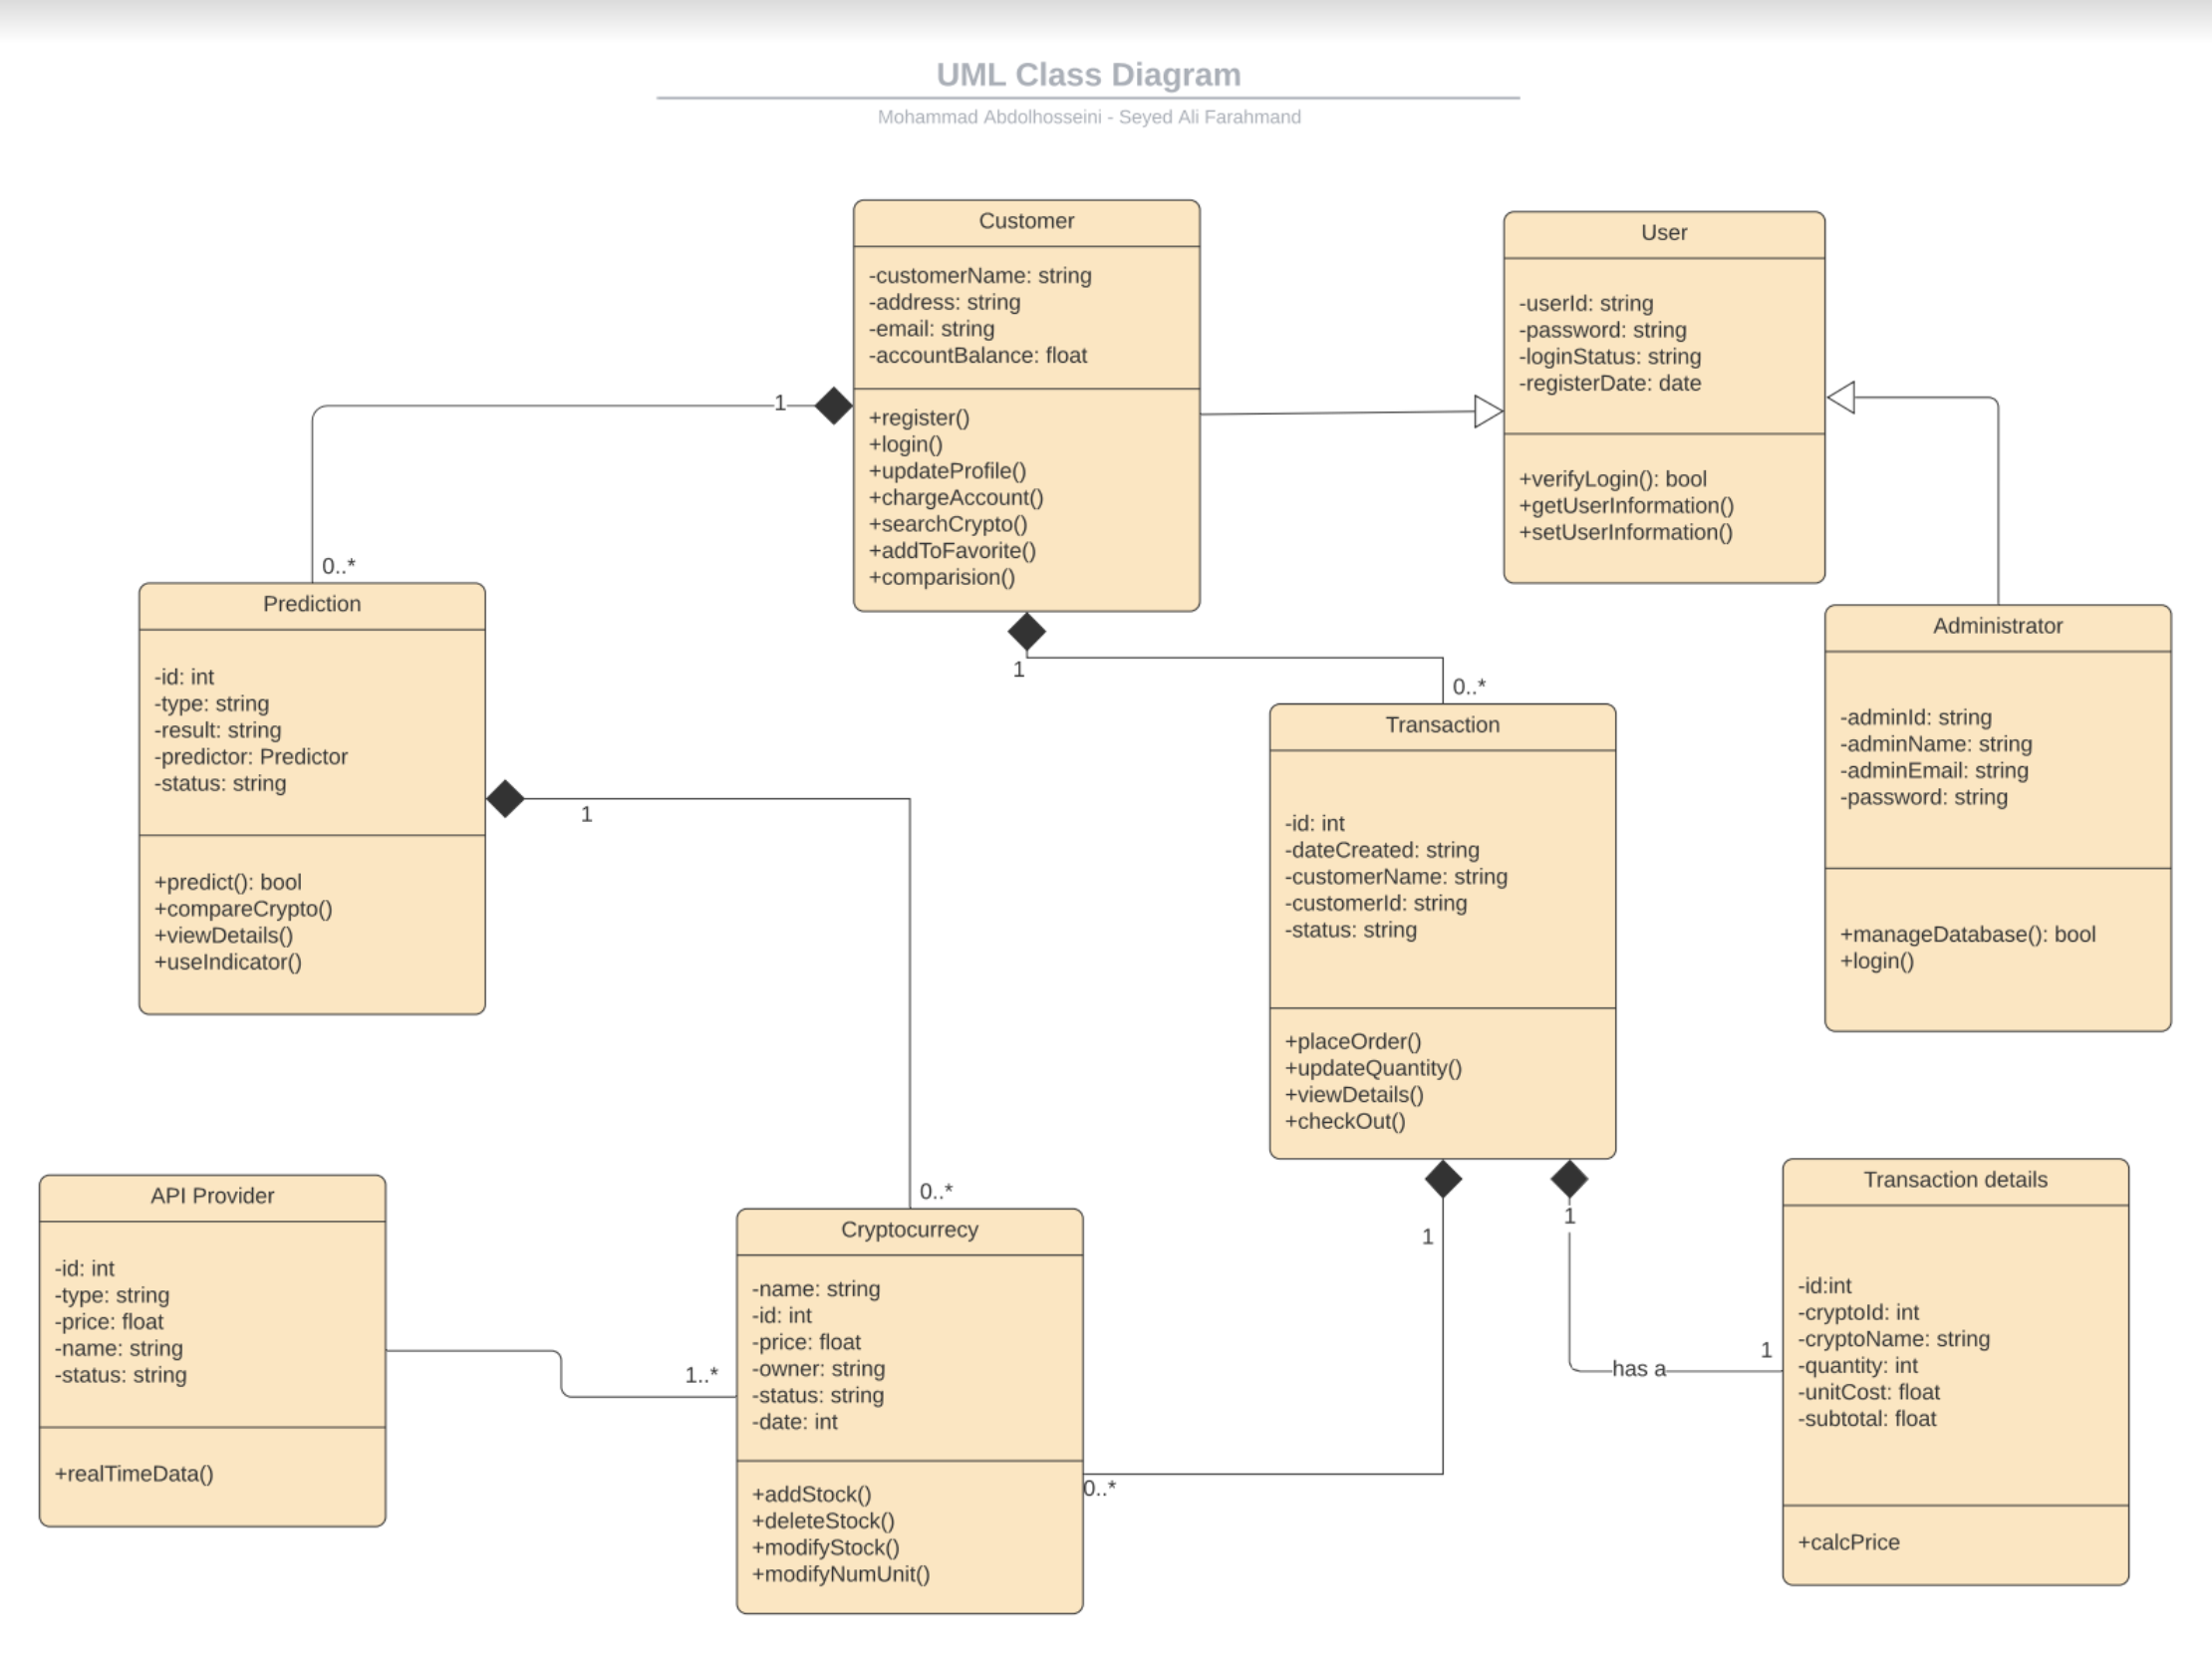 UML Class Diagram
Mohammad Abdolhosseini - Seyed Ali Farahmand
Customer
-customerName: string
-address: string
-email: string
-accountBalance: float
+register()
+login()
+updateProfile()
+chargeAccount()
+searchCrypto()
+addToFavorite()
+comparision()
User
-userId: string
-password: string
-loginStatus: string
-registerDate: date
+verifyLogin(): bool
+getUserInformation()
+setUserInformation()
1
0..*
Prediction
-id: int
-type: string
-result: string
-predictor: Predictor
-status: string
+predict(): bool
+compareCrypto()
+viewDetails()
+useIndicator()
1
0..*
Transaction
-id: int
-dateCreated: string
-customerName: string
-customerId: string
-status: string
+placeOrder()
+updateQuantity()
+viewDetails()
+checkOut()
Administrator
-adminId: string
-adminName: string
-adminEmail: string
-password: string
+manageDatabase(): bool
+login()
1
0..*
API Provider
-id: int
-type: string
-price: float
-name: string
-status: string
+realTimeData()
1..*
Cryptocurrecy
-name: string
-id: int
-price: float
-owner: string
-status: string
-date: int
+addStock()
+deleteStock()
+modifyStock()
+modifyNumUnit()
1
0..*
1
has a
1
Transaction details
-id:int
-cryptoId: int
-cryptoName: string
-quantity: int
-unitCost: float
-subtotal: float
+calcPrice